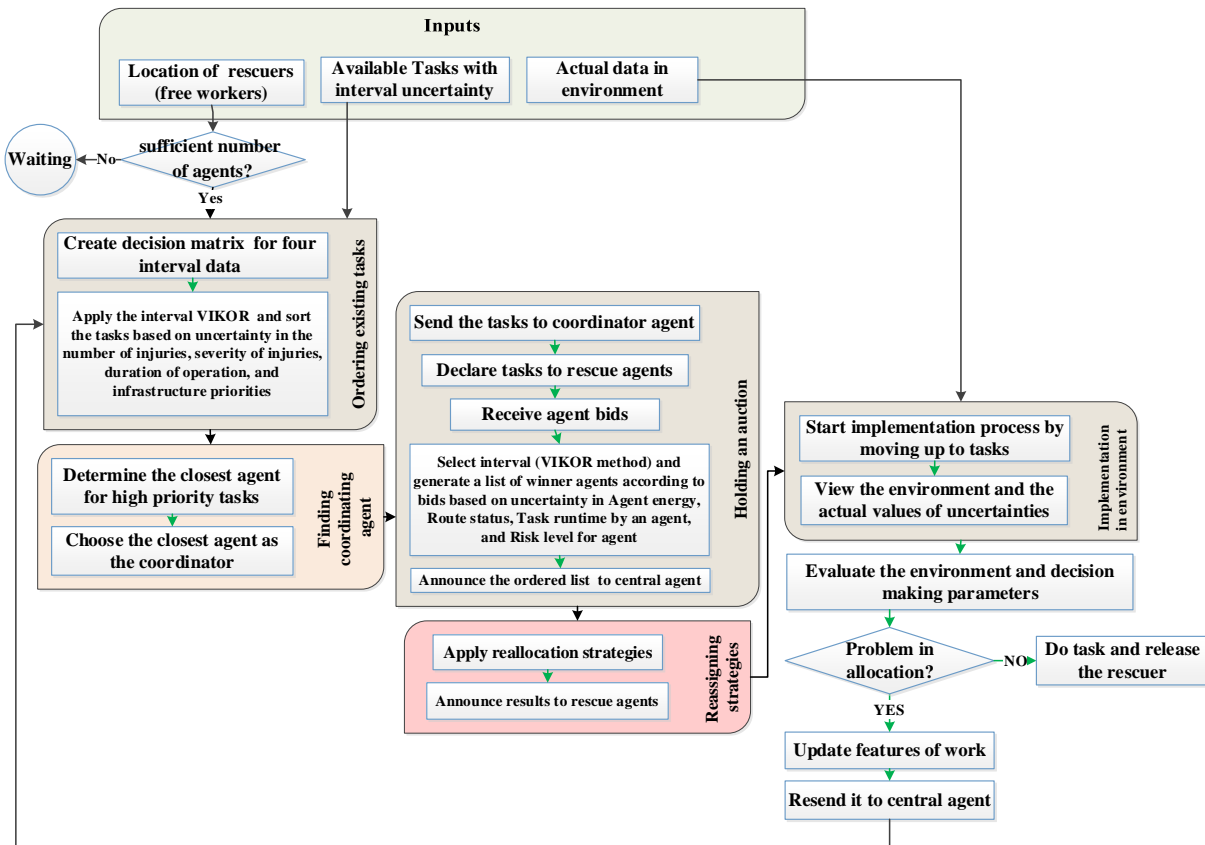 Inputs
Location of rescuers
(free workers)
Available Tasks with
interval uncertainty
Actual data in
environment
sufficient number
of agents?
No
Waiting
Yes
Create decision matrix for four
interval data
Apply the interval VIKOR and sort
the tasks based on uncertainty in the
number of injuries, severity of injuries,
duration of operation, and
infrastructure priorities
Ordering existing tasks
Determine the closest agent
for high priority tasks
Choose the closest agent as
the coordinator
Finding
coordinating
agent
Send the tasks to coordinator agent
Declare tasks to rescue agents
Receive agent bids
Select interval (VIKOR method) and
generate a list of winner agents according to
bids based on uncertainty in Agent energy,
Route status, Task runtime by an agent,
and Risk level for agent
Announce the ordered list to central agent
Holding an auction
Apply reallocation strategies
Announce results to rescue agents
Reassigning
strategies
Start implementation process by
moving up to tasks
View the environment and the
actual values of uncertainties
Implementation
in environment
Evaluate the environment and decision
making parameters
Problem in
allocation?
NO
Do task and release
the rescuer
YES
Update features of work
Resend it to central agent